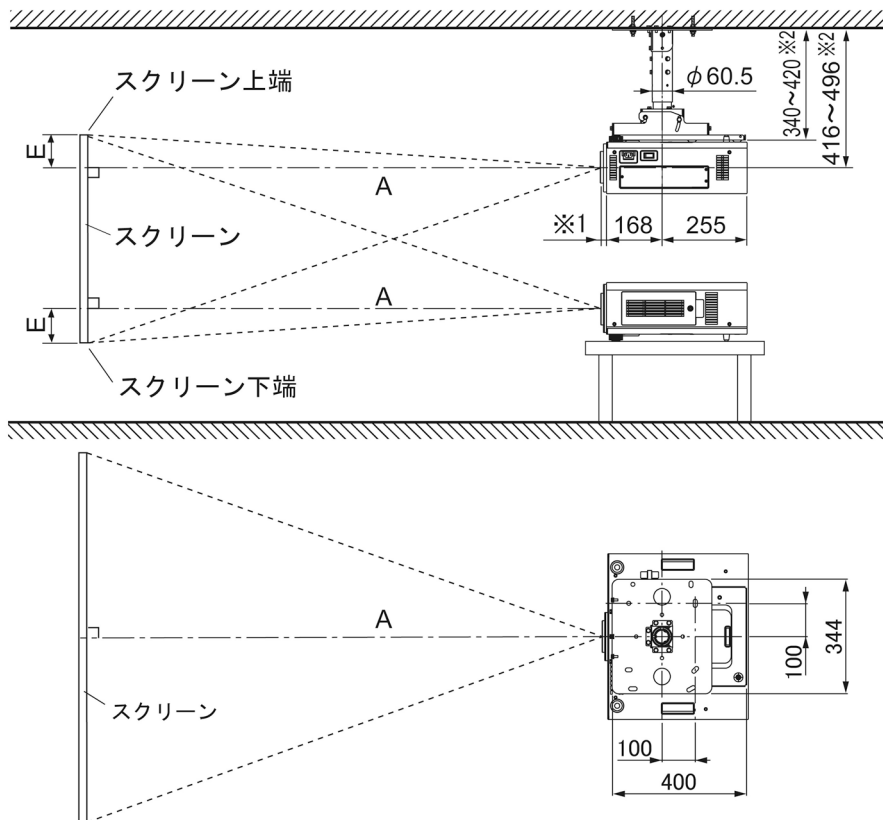 スクリーン上端
φ60.5
340～420 ※2
416～496 ※2
E
A
※1
168
255
スクリーン
A
E
スクリーン下端
A
344
100
スクリーン
100
400